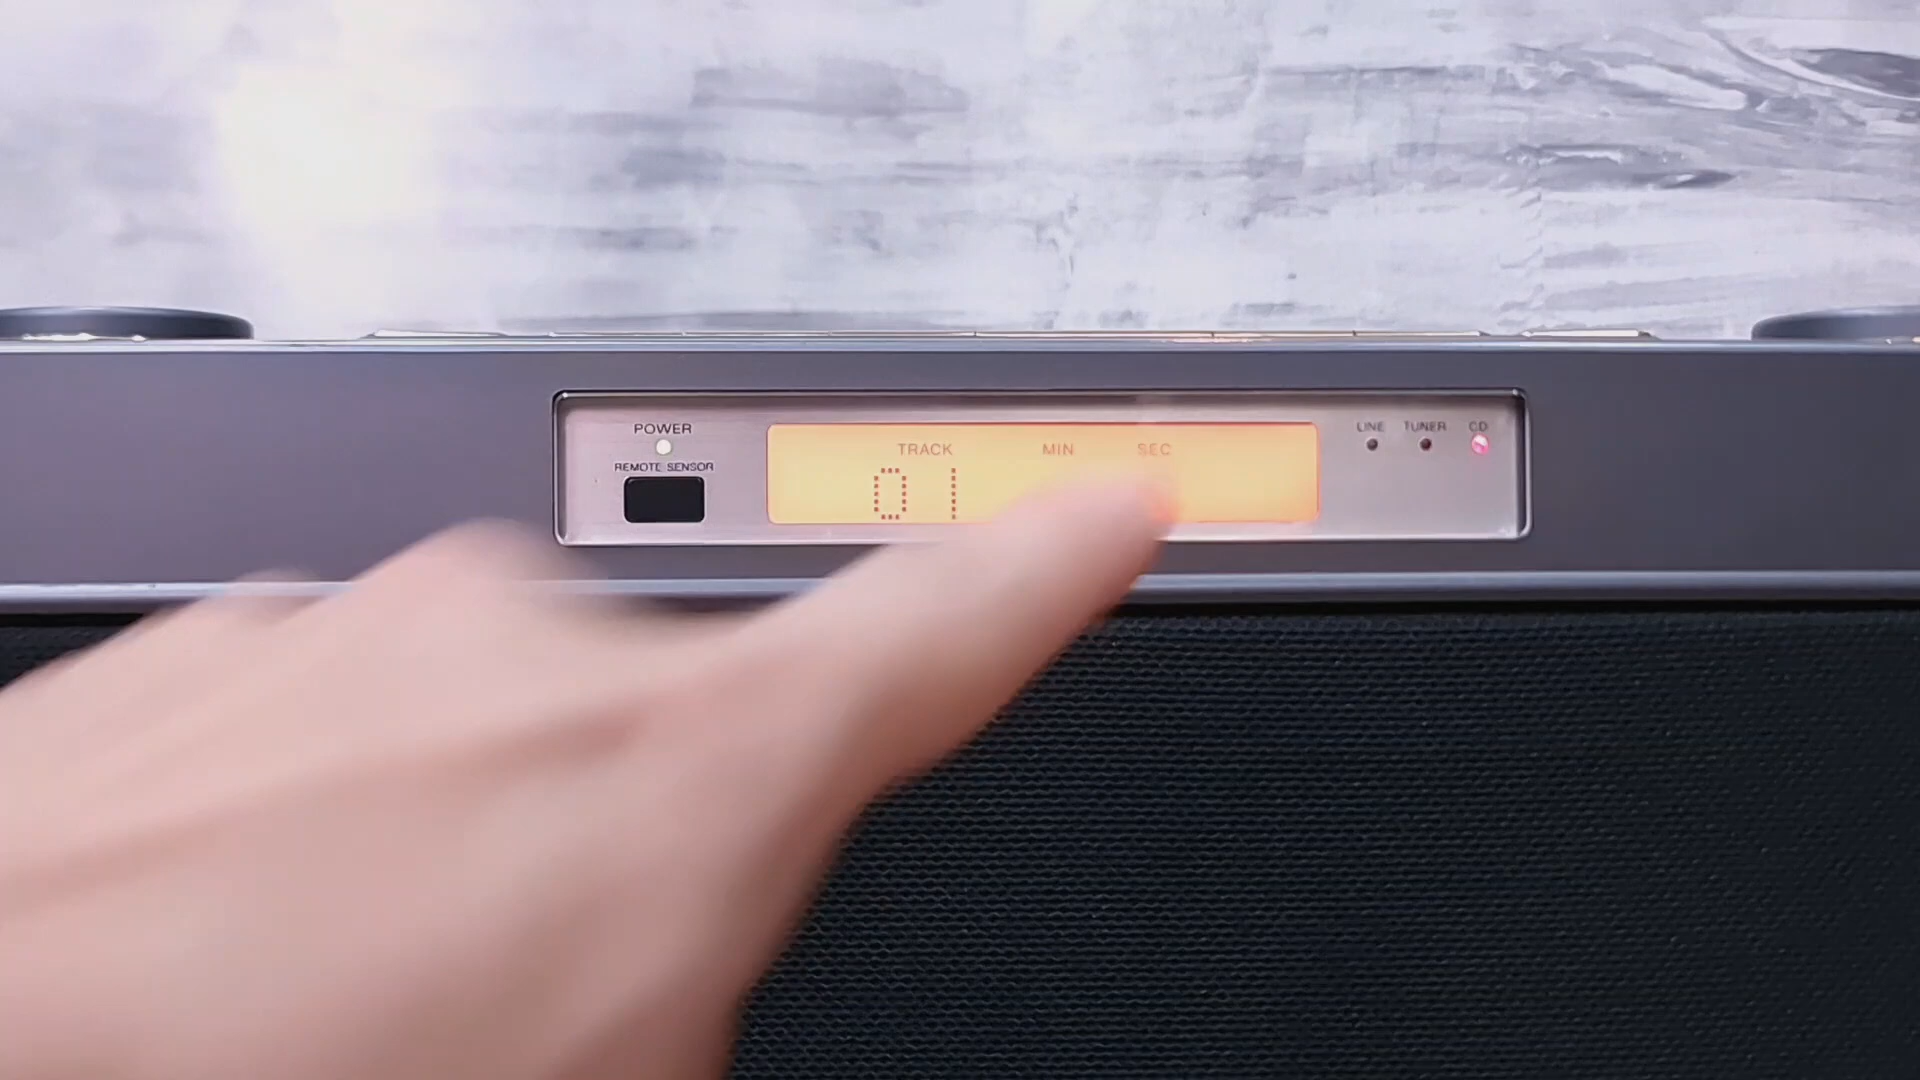 POWER
REMOTE SENSOR
TRACK MIN SEC
01
LINE TUNER CD